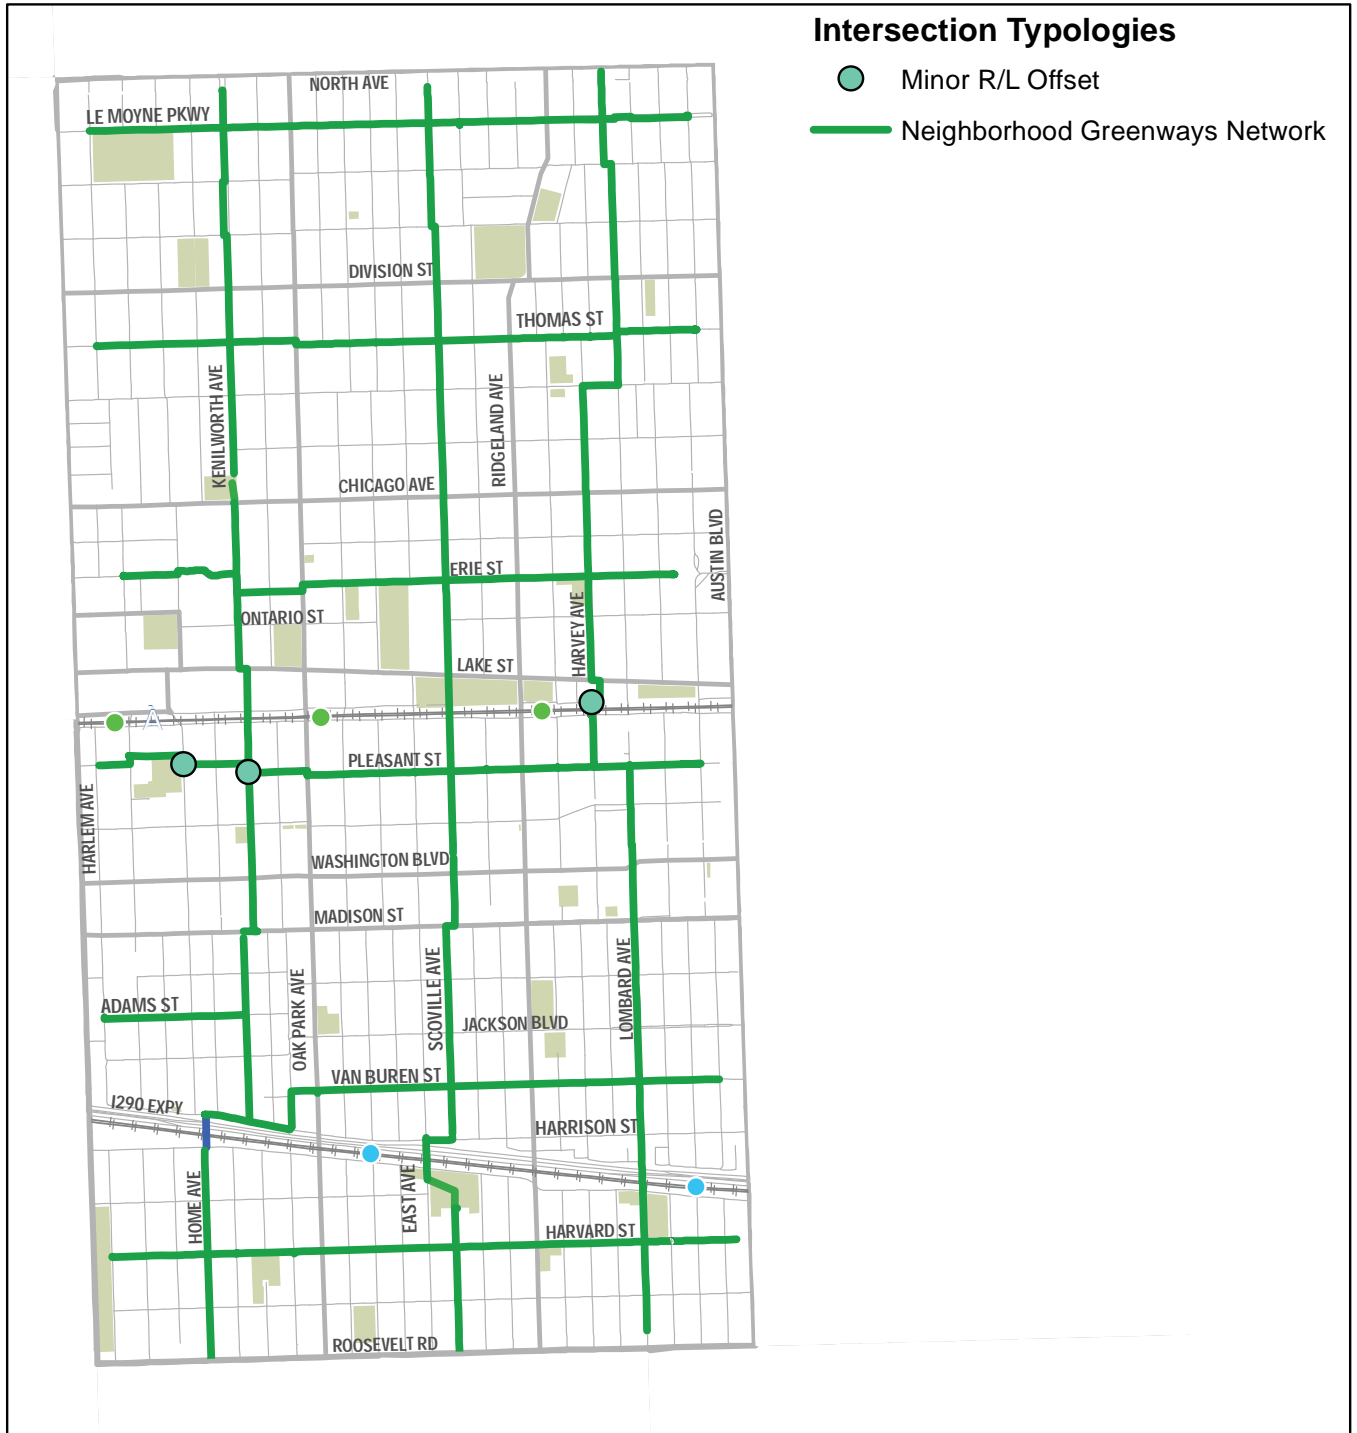 Intersection Typologies
Minor R/L Offset
Neighborhood Greenways Network
NORTH AVE
LE MOYNE PKWY
DIVISION ST
THOMAS ST
KENILWORTH AVE
RIDGELAND AVE
CHICAGO AVE
AUSTIN BLVD
ERIE ST
ONTARIO ST
HARVEY AVE
LAKE ST
PLEASANT ST
HARLEM AVE
WASHINGTON BLVD
MADISON ST
OAK PARK AVE
SCOVILLE AVE
LOMBARD AVE
ADAMS ST
JACKSON BLVD
VAN BUREN ST
I290 EXPY
HARRISON ST
HOME AVE
EAST AVE
HARVARD ST
ROOSEVELT RD